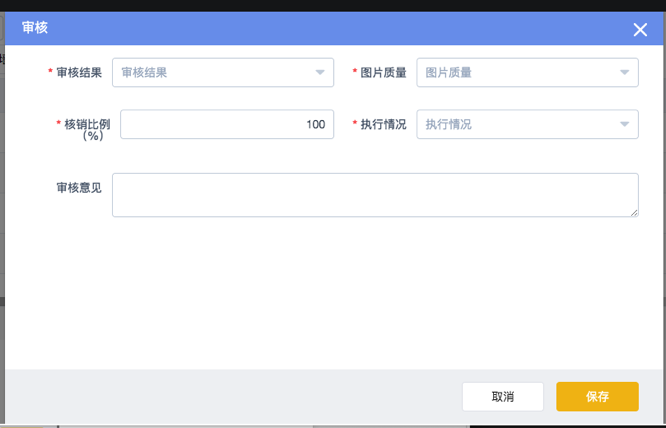 审核
* 审核结果 审核结果 * 图片质量 图片质量
* 核销比例 100 * 执行情况 执行情况
(%)
审核意见
取消 保存